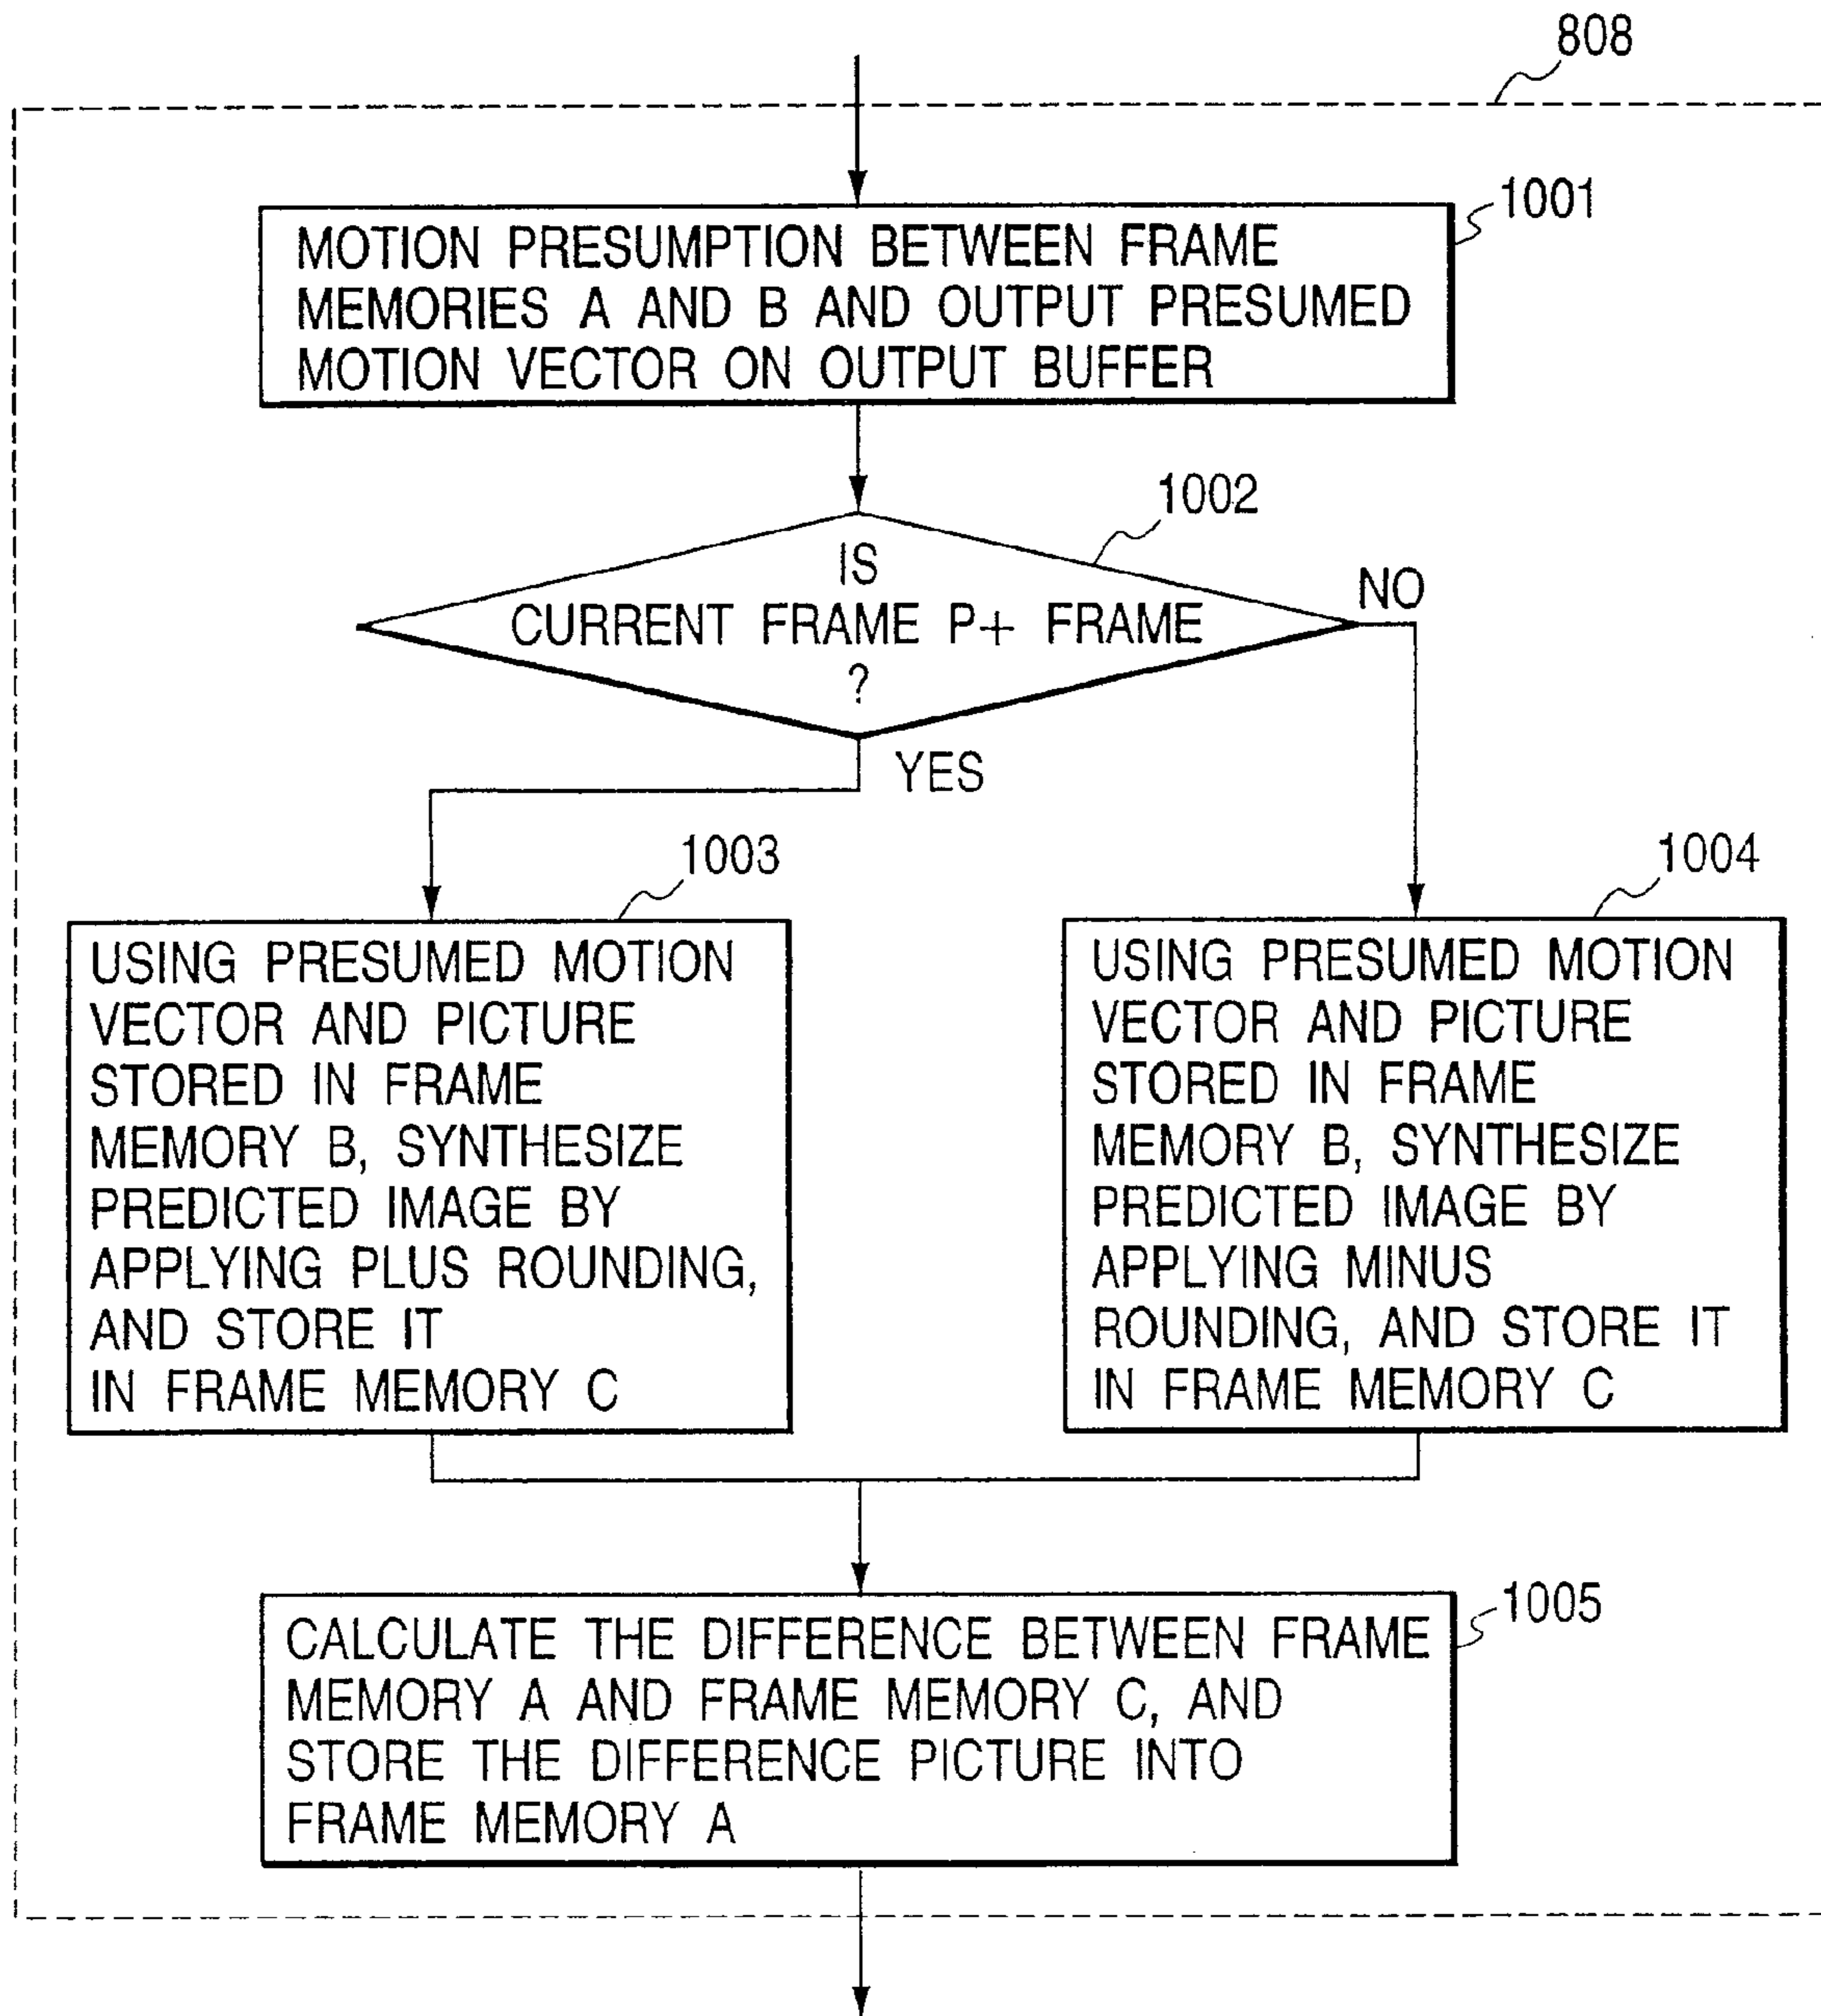 808
1001
MOTION PRESUMPTION BETWEEN FRAME
MEMORIES A AND B AND OUTPUT PRESUMED
MOTION VECTOR ON OUTPUT BUFFER
1002
IS
CURRENT FRAME P+ FRAME
?
NO
YES
1003
USING PRESUMED MOTION
VECTOR AND PICTURE
STORED IN FRAME
MEMORY B, SYNTHESIZE
PREDICTED IMAGE BY
APPLYING PLUS ROUNDING,
AND STORE IT
IN FRAME MEMORY C
1004
USING PRESUMED MOTION
VECTOR AND PICTURE
STORED IN FRAME
MEMORY B, SYNTHESIZE
PREDICTED IMAGE BY
APPLYING MINUS
ROUNDING, AND STORE IT
IN FRAME MEMORY C
1005
CALCULATE THE DIFFERENCE BETWEEN FRAME
MEMORY A AND FRAME MEMORY C, AND
STORE THE DIFFERENCE PICTURE INTO
FRAME MEMORY A